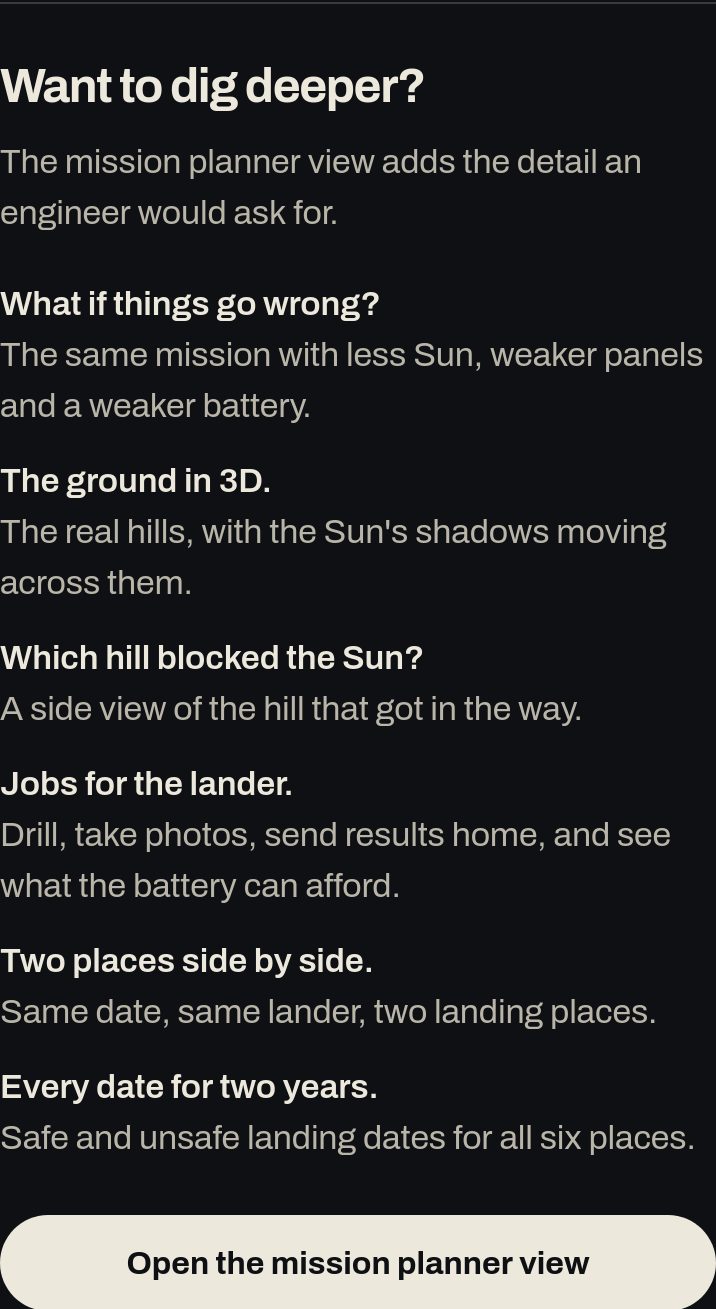 Want to dig deeper?
The mission planner view adds the detail an
engineer would ask for.
What if things go wrong?
The same mission with less Sun, weaker panels
and a weaker battery.
The ground in 3D.
The real hills, with the Sun's shadows moving
across them.
Which hill blocked the Sun?
A side view of the hill that got in the way.
Jobs for the lander.
Drill, take photos, send results home, and see
what the battery can afford.
Two places side by side.
Same date, same lander, two landing places.
Every date for two years.
Safe and unsafe landing dates for all six places.
Open the mission planner view